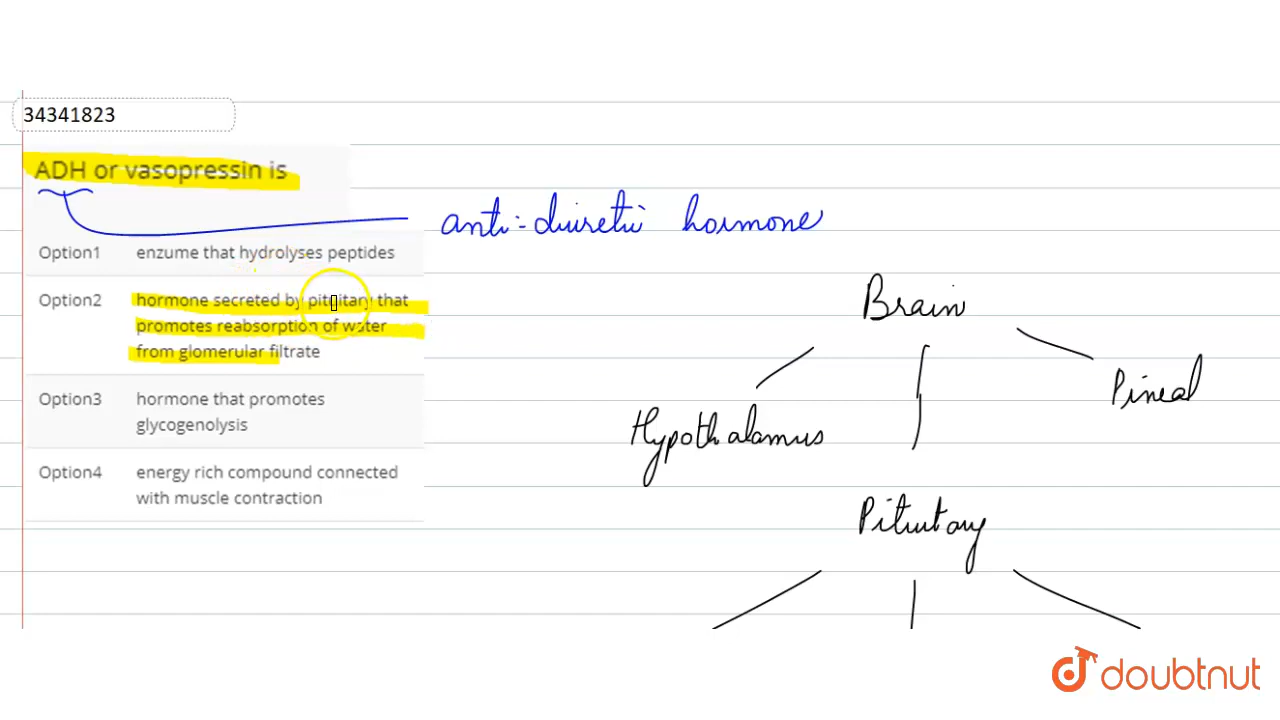 34341823
ADH or vasopressin is
anti-diuretic hormone
Option1 enzume that hydrolyses peptides
Option2 hormone secreted by pituitary that
promotes reabsorption of water
from glomerular filtrate
Option3 hormone that promotes
glycogenolysis
Option4 energy rich compound connected
with muscle contraction
Brain
Hypothalamus
Pineal
Pituitary
doubtnut